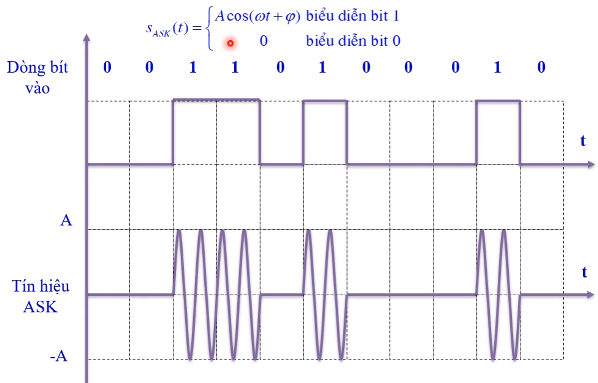 s_ASK(t) = { Acos(ωt + φ) biểu diễn bit 1
0 biểu diễn bit 0
Dòng bít vào
0 0 1 1 0 1 0 0 0 1 0
t
A
t
Tín hiệu ASK
-A